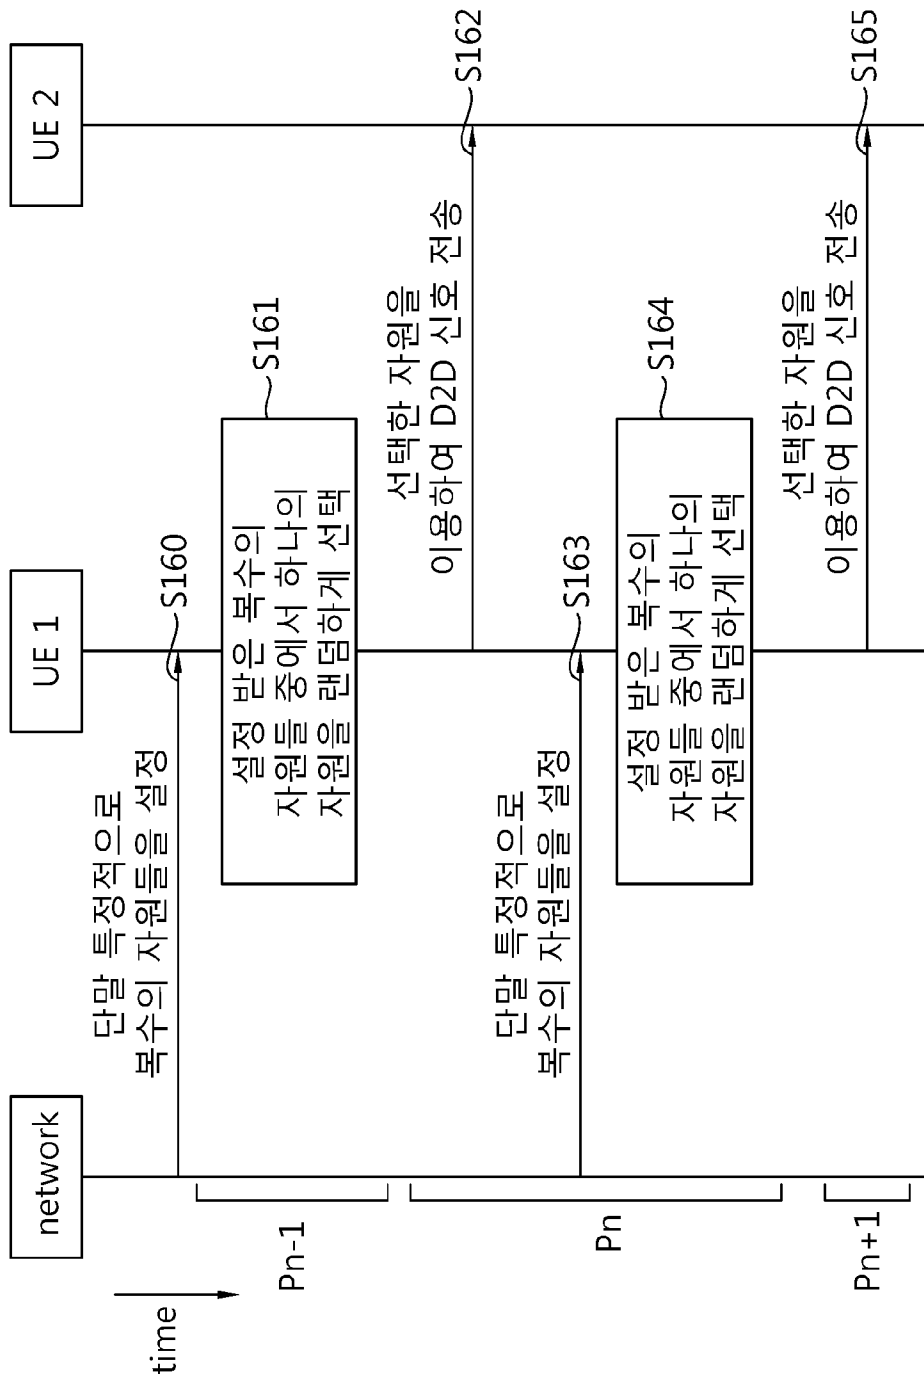 time
network
UE 1
UE 2
단말 특정적으로
복수의 자원들을 설정
S160
Pn-1
설정 받은 복수의
자원들 중에서 하나의
자원을 랜덤하게 선택
S161
선택한 자원을
이용하여 D2D 신호 전송
S162
Pn
단말 특정적으로
복수의 자원들을 설정
S163
설정 받은 복수의
자원들 중에서 하나의
자원을 랜덤하게 선택
S164
Pn+1
선택한 자원을
이용하여 D2D 신호 전송
S165